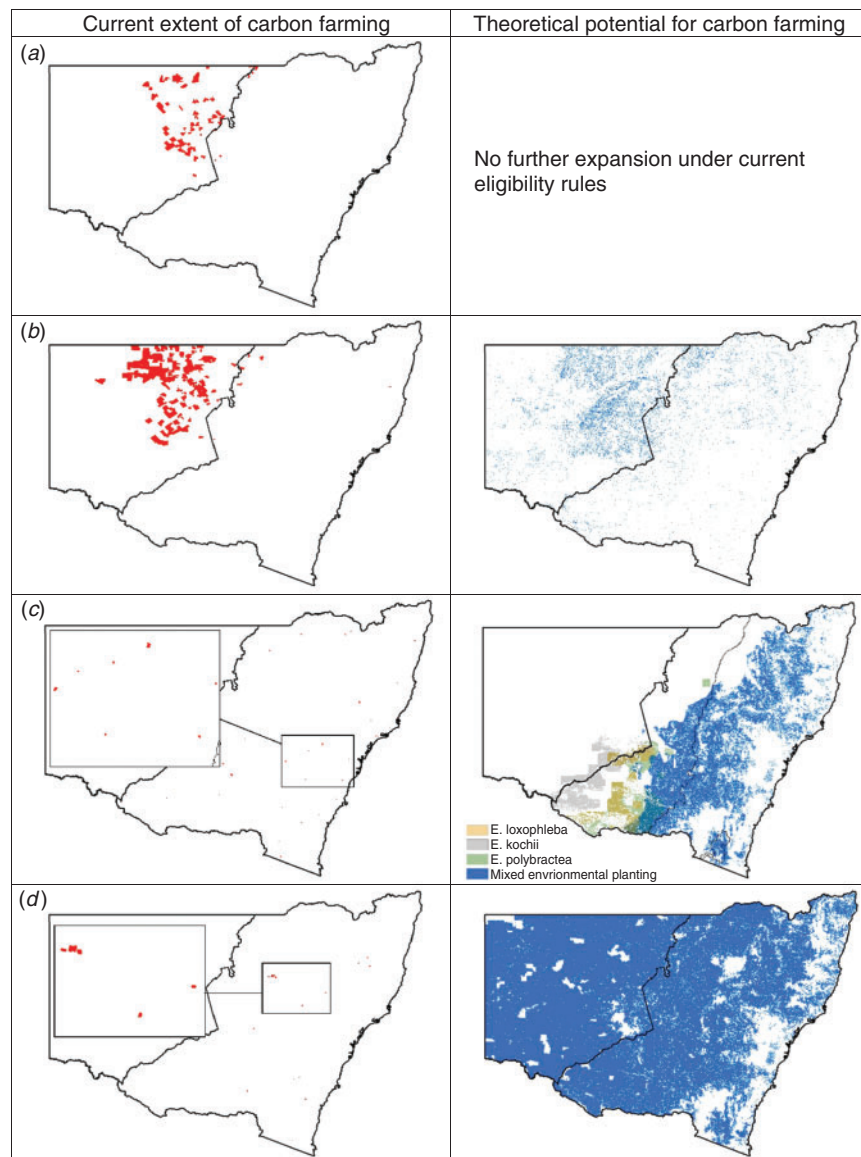 Current extent of carbon farming
Theoretical potential for carbon farming
(a)
No further expansion under current
eligibility rules
(b)
(c)
E. loxophleba
E. kochii
E. polybractea
Mixed envrionmental planting
(d)